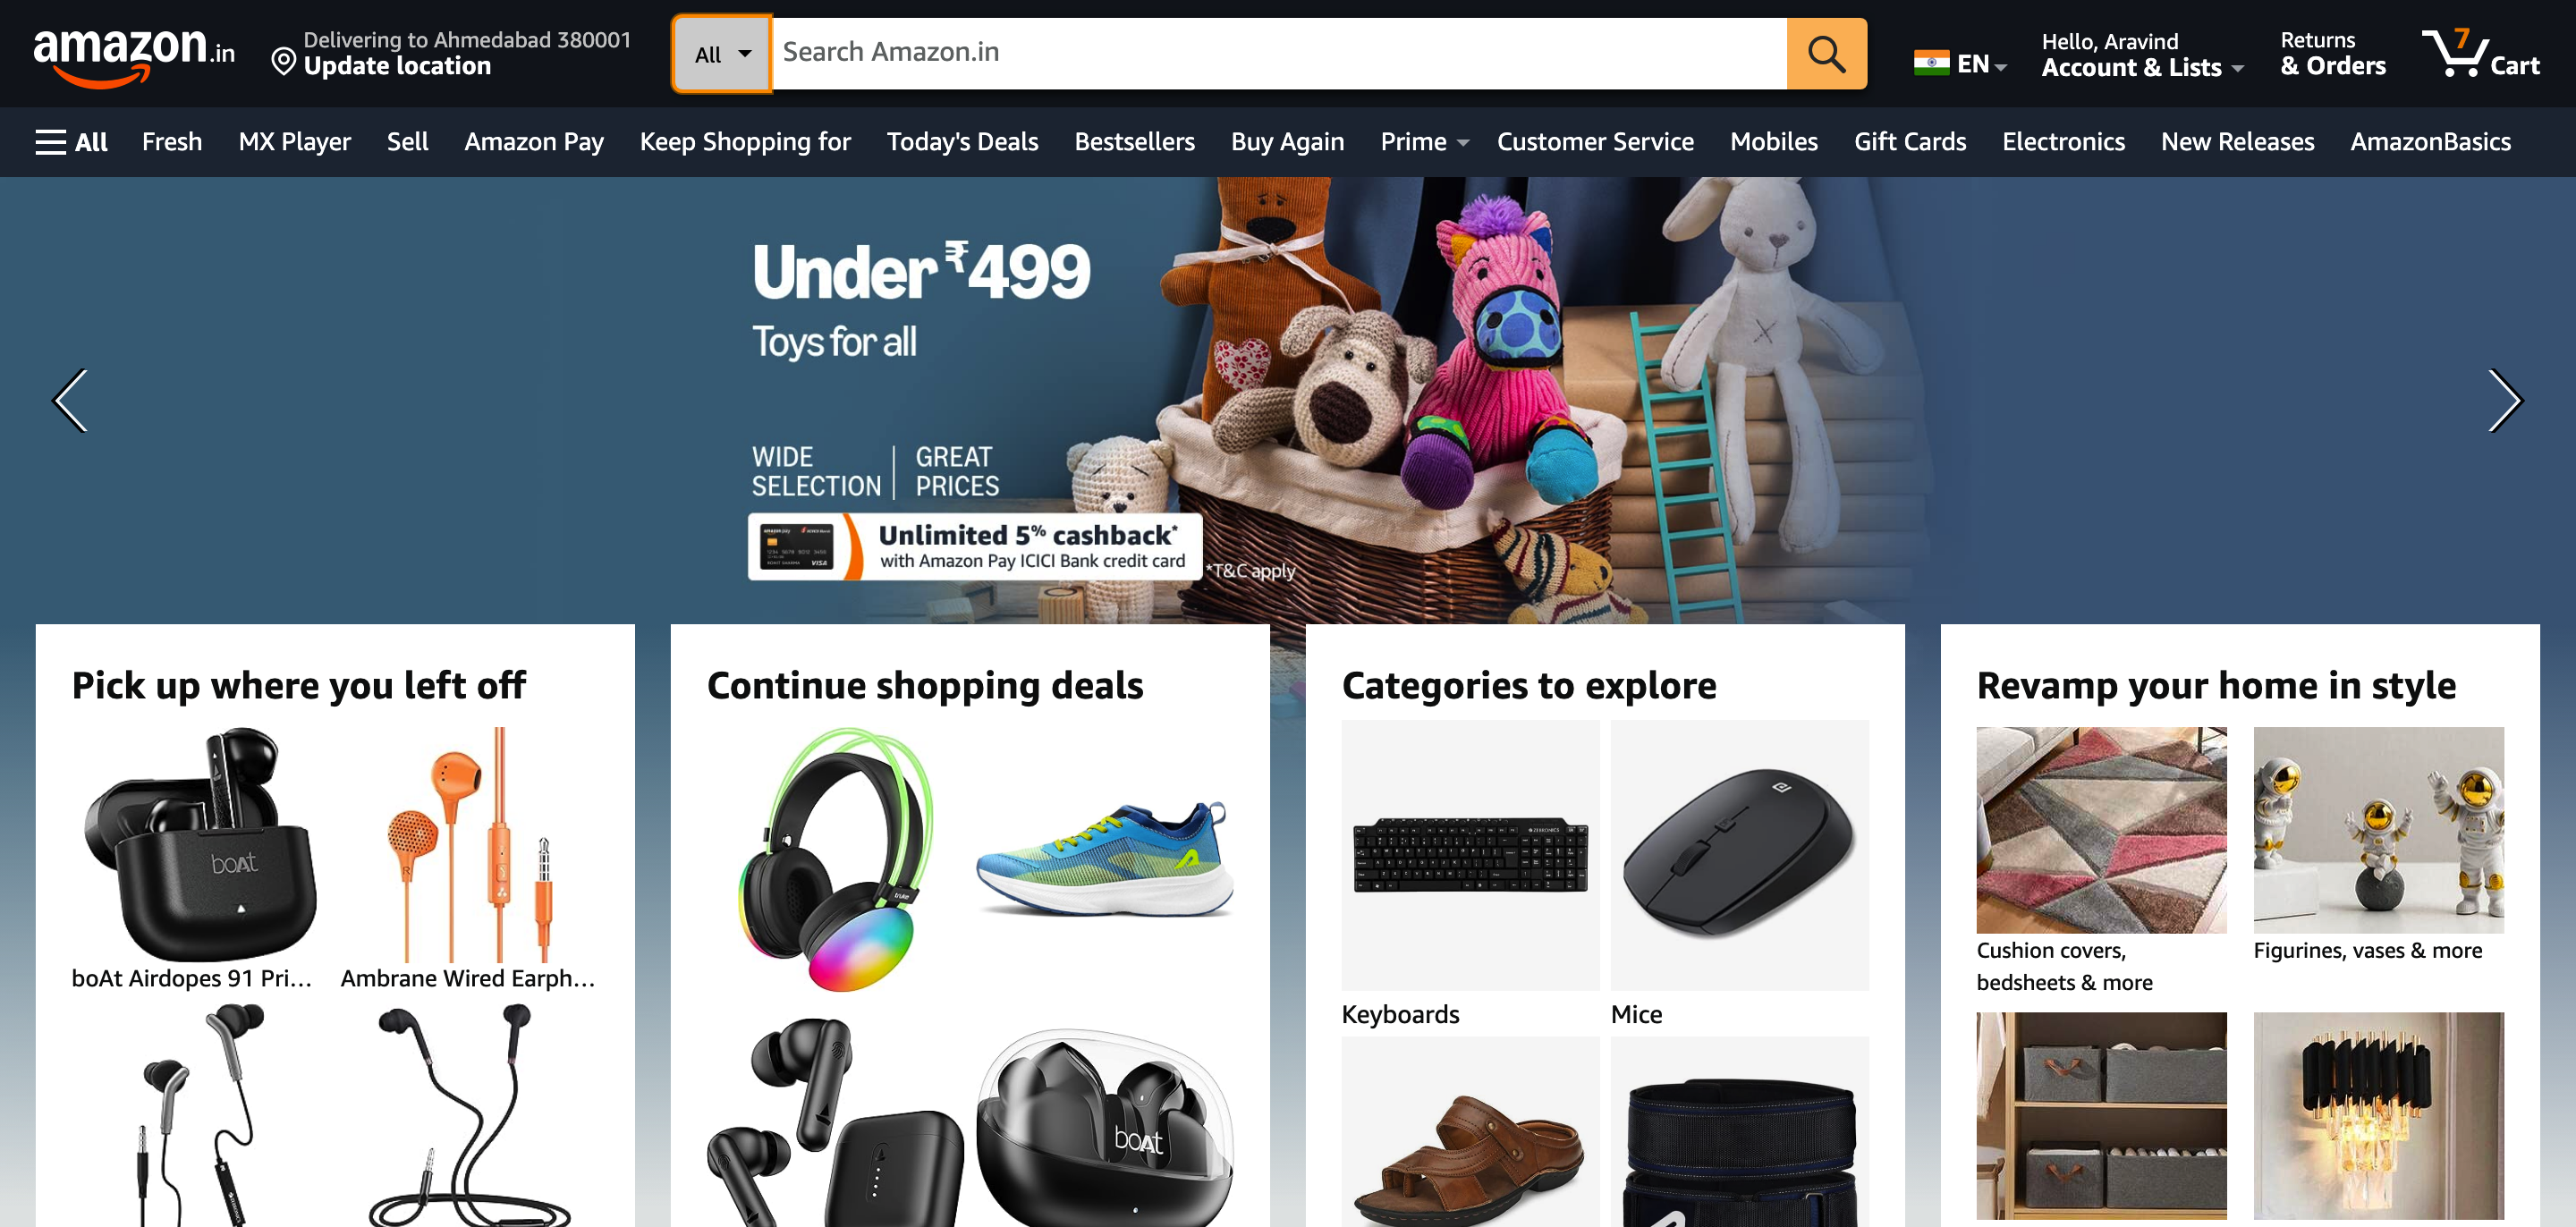 amazon.in
Delivering to Ahmedabad 380001
Update location
All
Search Amazon.in
EN
Hello, Aravind
Account & Lists
Returns
& Orders
7
Cart
All
Fresh
MX Player
Sell
Amazon Pay
Keep Shopping for
Today's Deals
Bestsellers
Buy Again
Prime
Customer Service
Mobiles
Gift Cards
Electronics
New Releases
AmazonBasics
Under ₹499
Toys for all
WIDE
SELECTION
GREAT
PRICES
Unlimited 5% cashback*
with Amazon Pay ICICI Bank credit card
*T&C apply
Pick up where you left off
boAt
boAt Airdopes 91 Pri...
Ambrane Wired Earph...
Continue shopping deals
truke
boAt
Categories to explore
ZEBRONICS
Keyboards
Mice
Revamp your home in style
Cushion covers,
bedsheets & more
Figurines, vases & more